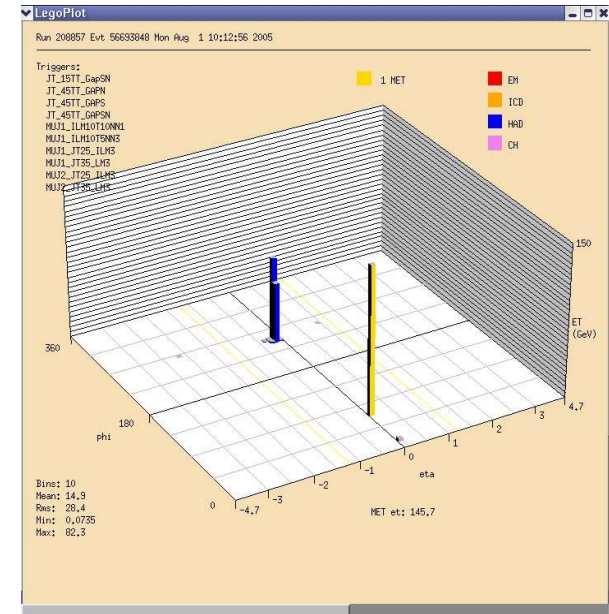 LegoPlot
Run 208857 Evt 56693848 Mon Aug 1 10:12:56 2005
Triggers:
JT_15TT_GapSN
JT_45TT_GAPN
JT_45TT_GAPS
JT_45TT_GAPSN
MUJ1_ILM10T10NN1
MUJ1_ILM10T5NN3
MUJ1_JT25_ILM3
MUJ1_JT35_LM3
MUJ2_JT25_ILM3
MUJ2_JT35_LM3
1 MET
EM
ICD
HAD
CH
150
ET
(GeV)
360
180
phi
0
-4.7
-3
-2
-1
0
1
2
3
4.7
eta
MET et: 145.7
Bins: 10
Mean: 14.9
Rms: 28.4
Min: 0.0735
Max: 82.3